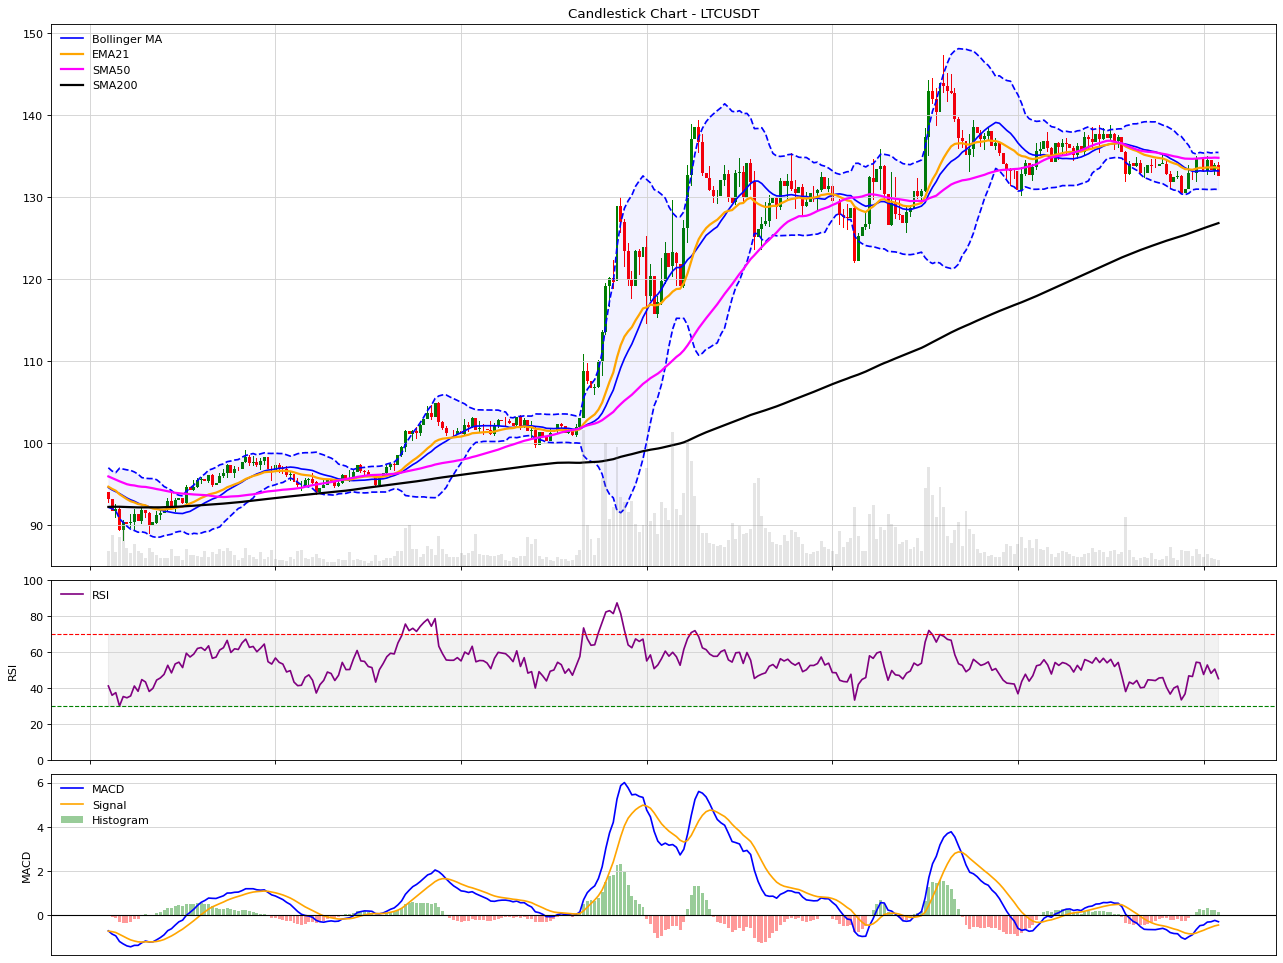 Candlestick Chart - LTCUSDT
150
140
130
120
110
100
90
Bollinger MA
EMA21
SMA50
SMA200
100
80
60
40
20
0
RSI
RSI
6
4
2
0
MACD
MACD
Signal
Histogram